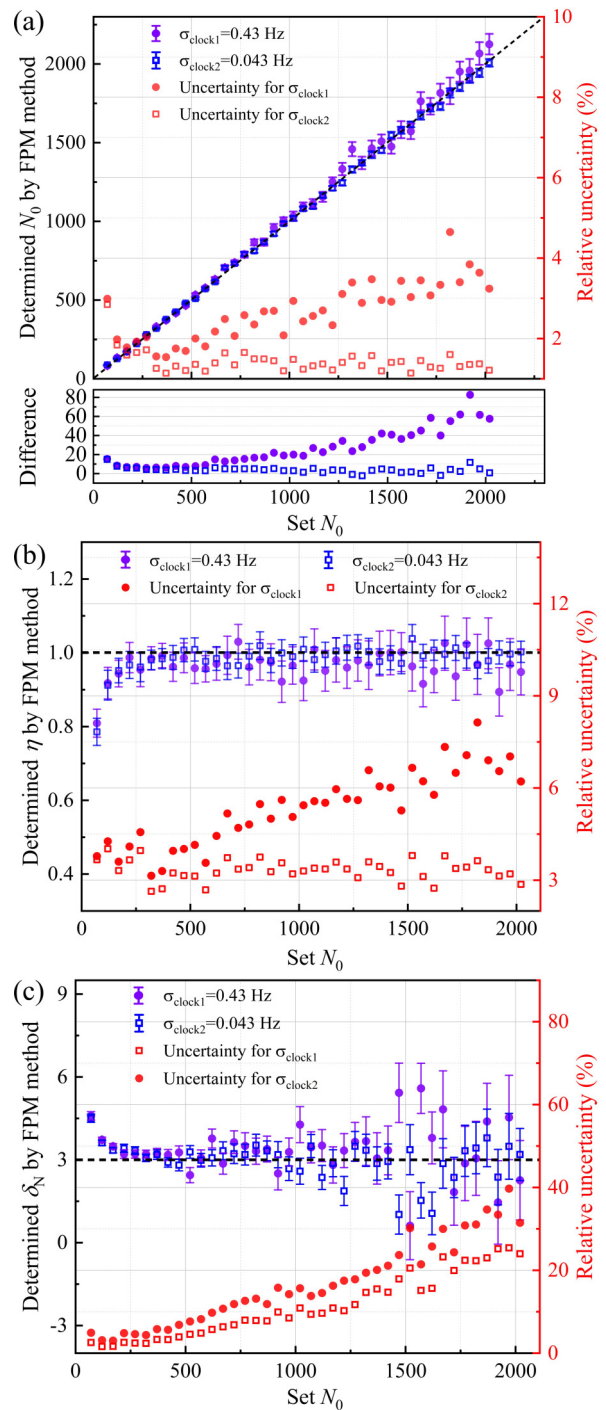 (a)
σclock1=0.43 Hz
σclock2=0.043 Hz
Uncertainty for σclock1
Uncertainty for σclock2
Determined N0 by FPM method
2000
1500
1000
500
0
Relative uncertainty (%)
10
8
6
4
2
Difference
80
60
40
20
0
0 500 1000 1500 2000
Set N0
(b)
σclock1=0.43 Hz σclock2=0.043 Hz
Uncertainty for σclock1 Uncertainty for σclock2
Determined η by FPM method
1.2
1.0
0.8
0.6
0.4
Relative uncertainty (%)
12
9
6
3
0 500 1000 1500 2000
Set N0
(c)
σclock1=0.43 Hz
σclock2=0.043 Hz
Uncertainty for σclock1
Uncertainty for σclock2
Determined δN by FPM method
9
6
3
0
-3
Relative uncertainty (%)
80
60
40
20
0
0 500 1000 1500 2000
Set N0